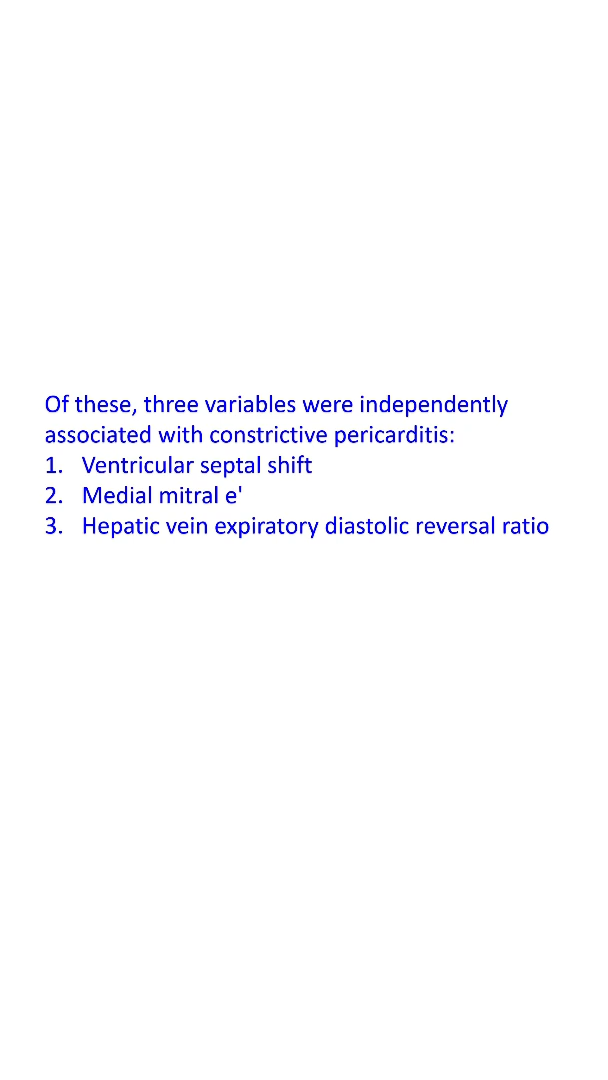 Of these, three variables were independently
associated with constrictive pericarditis:
1. Ventricular septal shift
2. Medial mitral e'
3. Hepatic vein expiratory diastolic reversal ratio